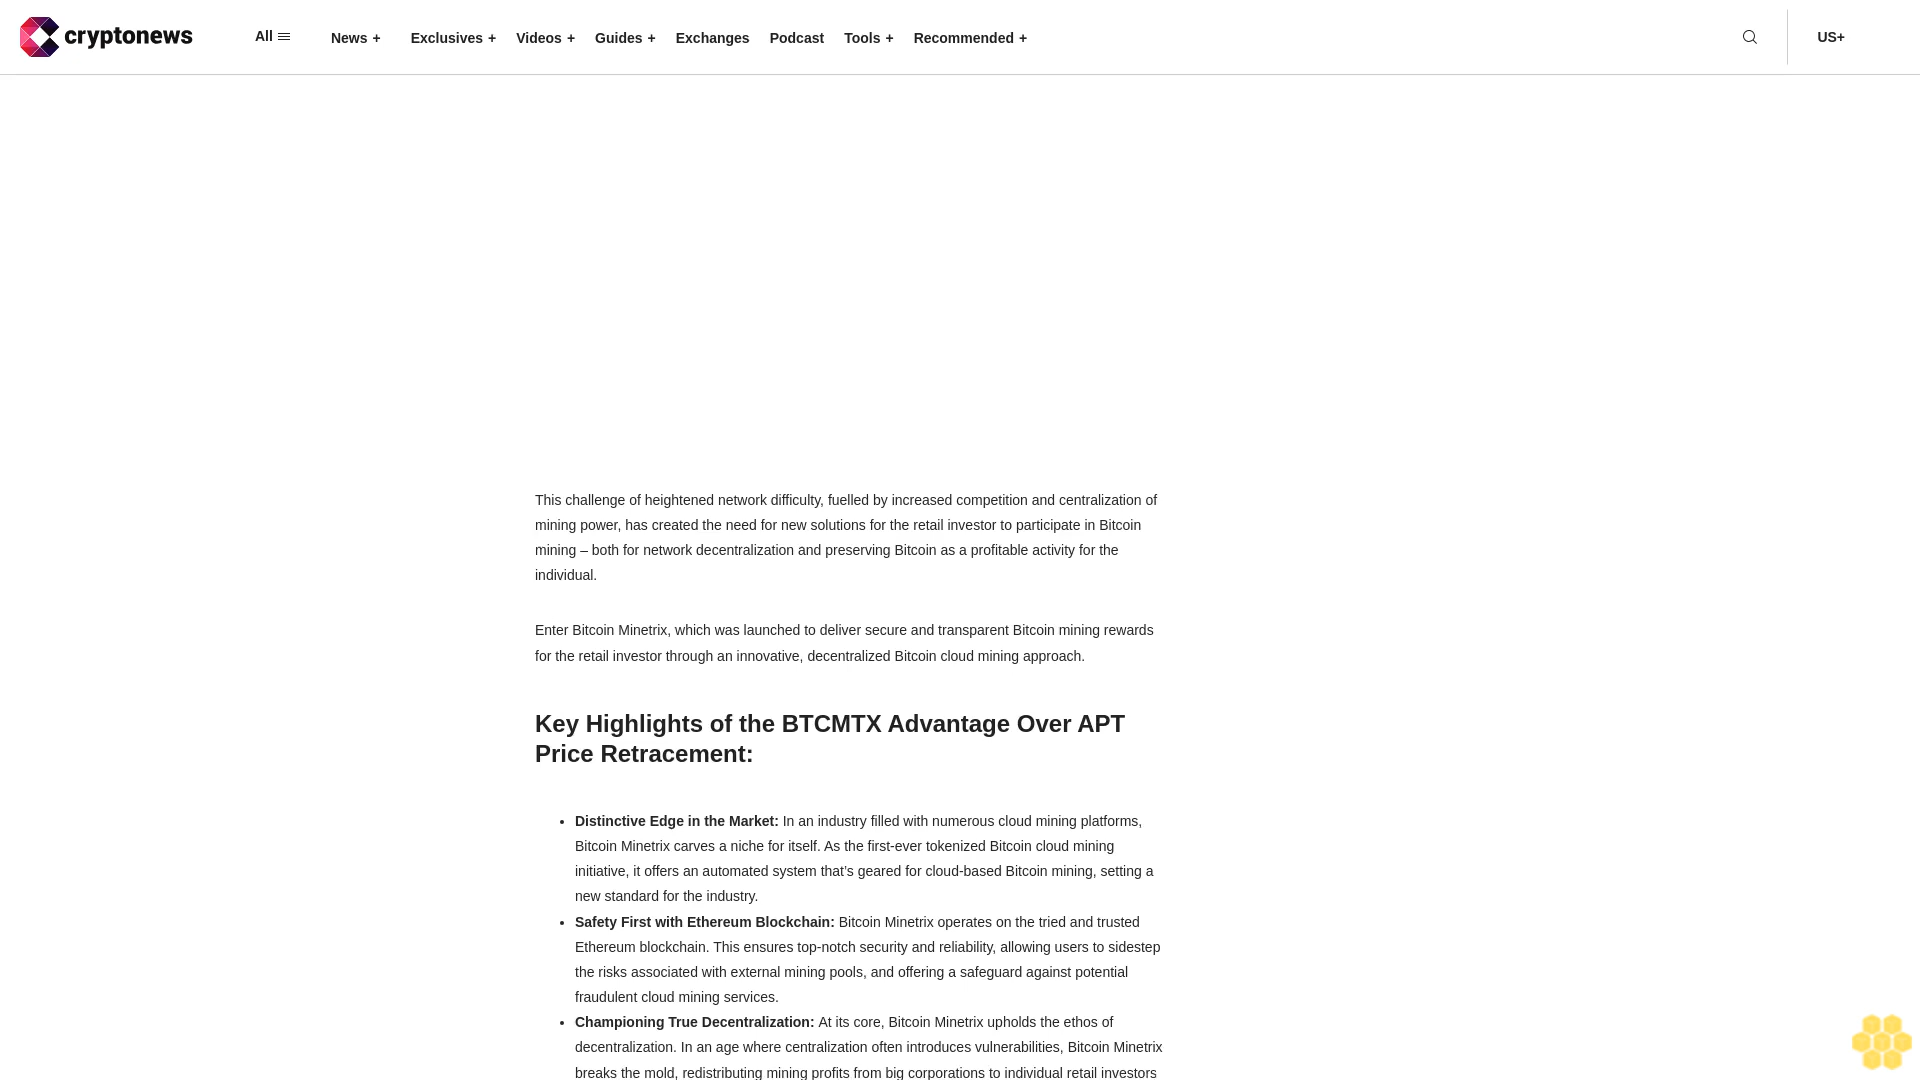 cryptonews All News + Exclusives + Videos + Guides + Exchanges Podcast Tools + Recommended + US+
This challenge of heightened network difficulty, fuelled by increased competition and centralization of
mining power, has created the need for new solutions for the retail investor to participate in Bitcoin
mining – both for network decentralization and preserving Bitcoin as a profitable activity for the
individual.
Enter Bitcoin Minetrix, which was launched to deliver secure and transparent Bitcoin mining rewards
for the retail investor through an innovative, decentralized Bitcoin cloud mining approach.
Key Highlights of the BTCMTX Advantage Over APT
Price Retracement:
• Distinctive Edge in the Market: In an industry filled with numerous cloud mining platforms,
Bitcoin Minetrix carves a niche for itself. As the first-ever tokenized Bitcoin cloud mining
initiative, it offers an automated system that’s geared for cloud-based Bitcoin mining, setting a
new standard for the industry.
• Safety First with Ethereum Blockchain: Bitcoin Minetrix operates on the tried and trusted
Ethereum blockchain. This ensures top-notch security and reliability, allowing users to sidestep
the risks associated with external mining pools, and offering a safeguard against potential
fraudulent cloud mining services.
• Championing True Decentralization: At its core, Bitcoin Minetrix upholds the ethos of
decentralization. In an age where centralization often introduces vulnerabilities, Bitcoin Minetrix
breaks the mold, redistributing mining profits from big corporations to individual retail investors